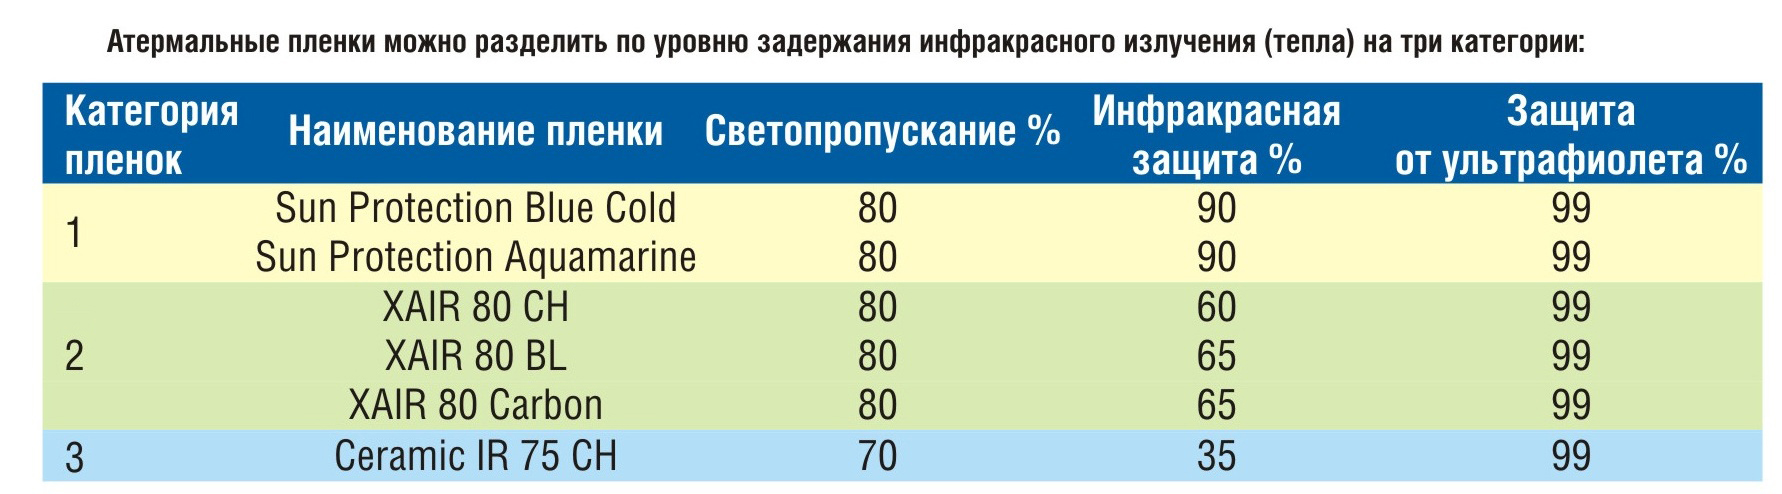 Атермальные пленки можно разделить по уровню задержания инфракрасного излучения (тепла) на три категории:
Категория пленок Наименование пленки Светопропускание % Инфракрасная защита % Защита от ультрафиолета %
1 Sun Protection Blue Cold 80 90 99
Sun Protection Aquamarine 80 90 99
XAIR 80 CH 80 60 99
2 XAIR 80 BL 80 65 99
XAIR 80 Carbon 80 65 99
3 Ceramic IR 75 CH 70 35 99